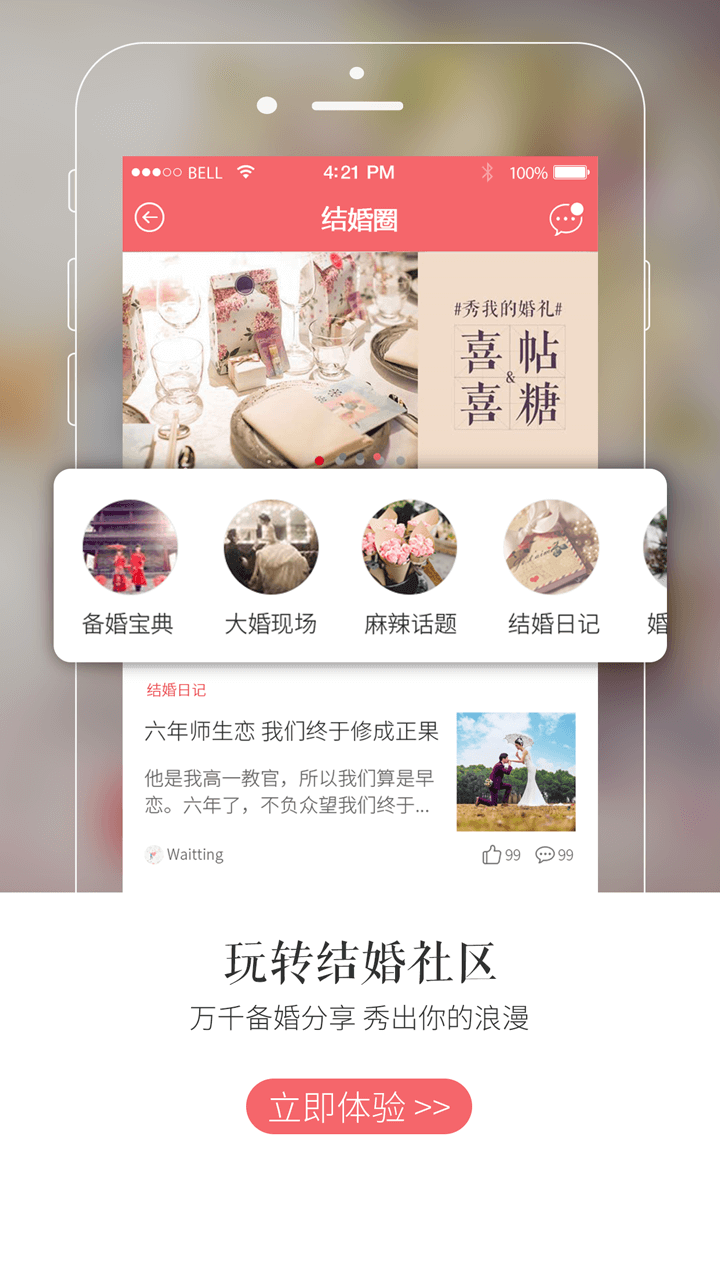 BELL 4:21 PM 100%
结婚圈
#秀我的婚礼#
喜帖
&
喜糖
备婚宝典 大婚现场 麻辣话题 结婚日记 婚
结婚日记
六年师生恋 我们终于修成正果
他是我高一教官，所以我们算是早
恋。六年了，不负众望我们终于...
Waitting 99 99
玩转结婚社区
万千备婚分享 秀出你的浪漫
立即体验 >>